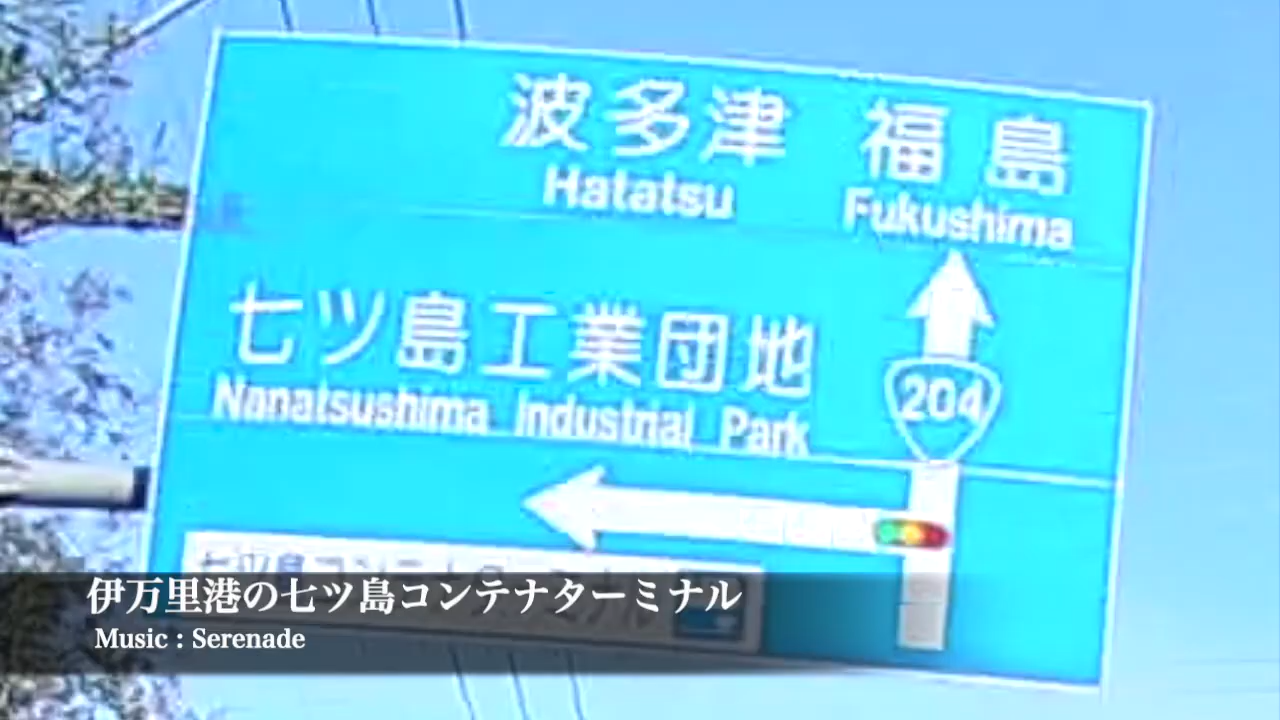 波多津 福島
Hatatsu Fukushima
七ツ島工業団地
Nanatsushima Industrial Park
204
伊万里港の七ツ島コンテナターミナル
Music : Serenade